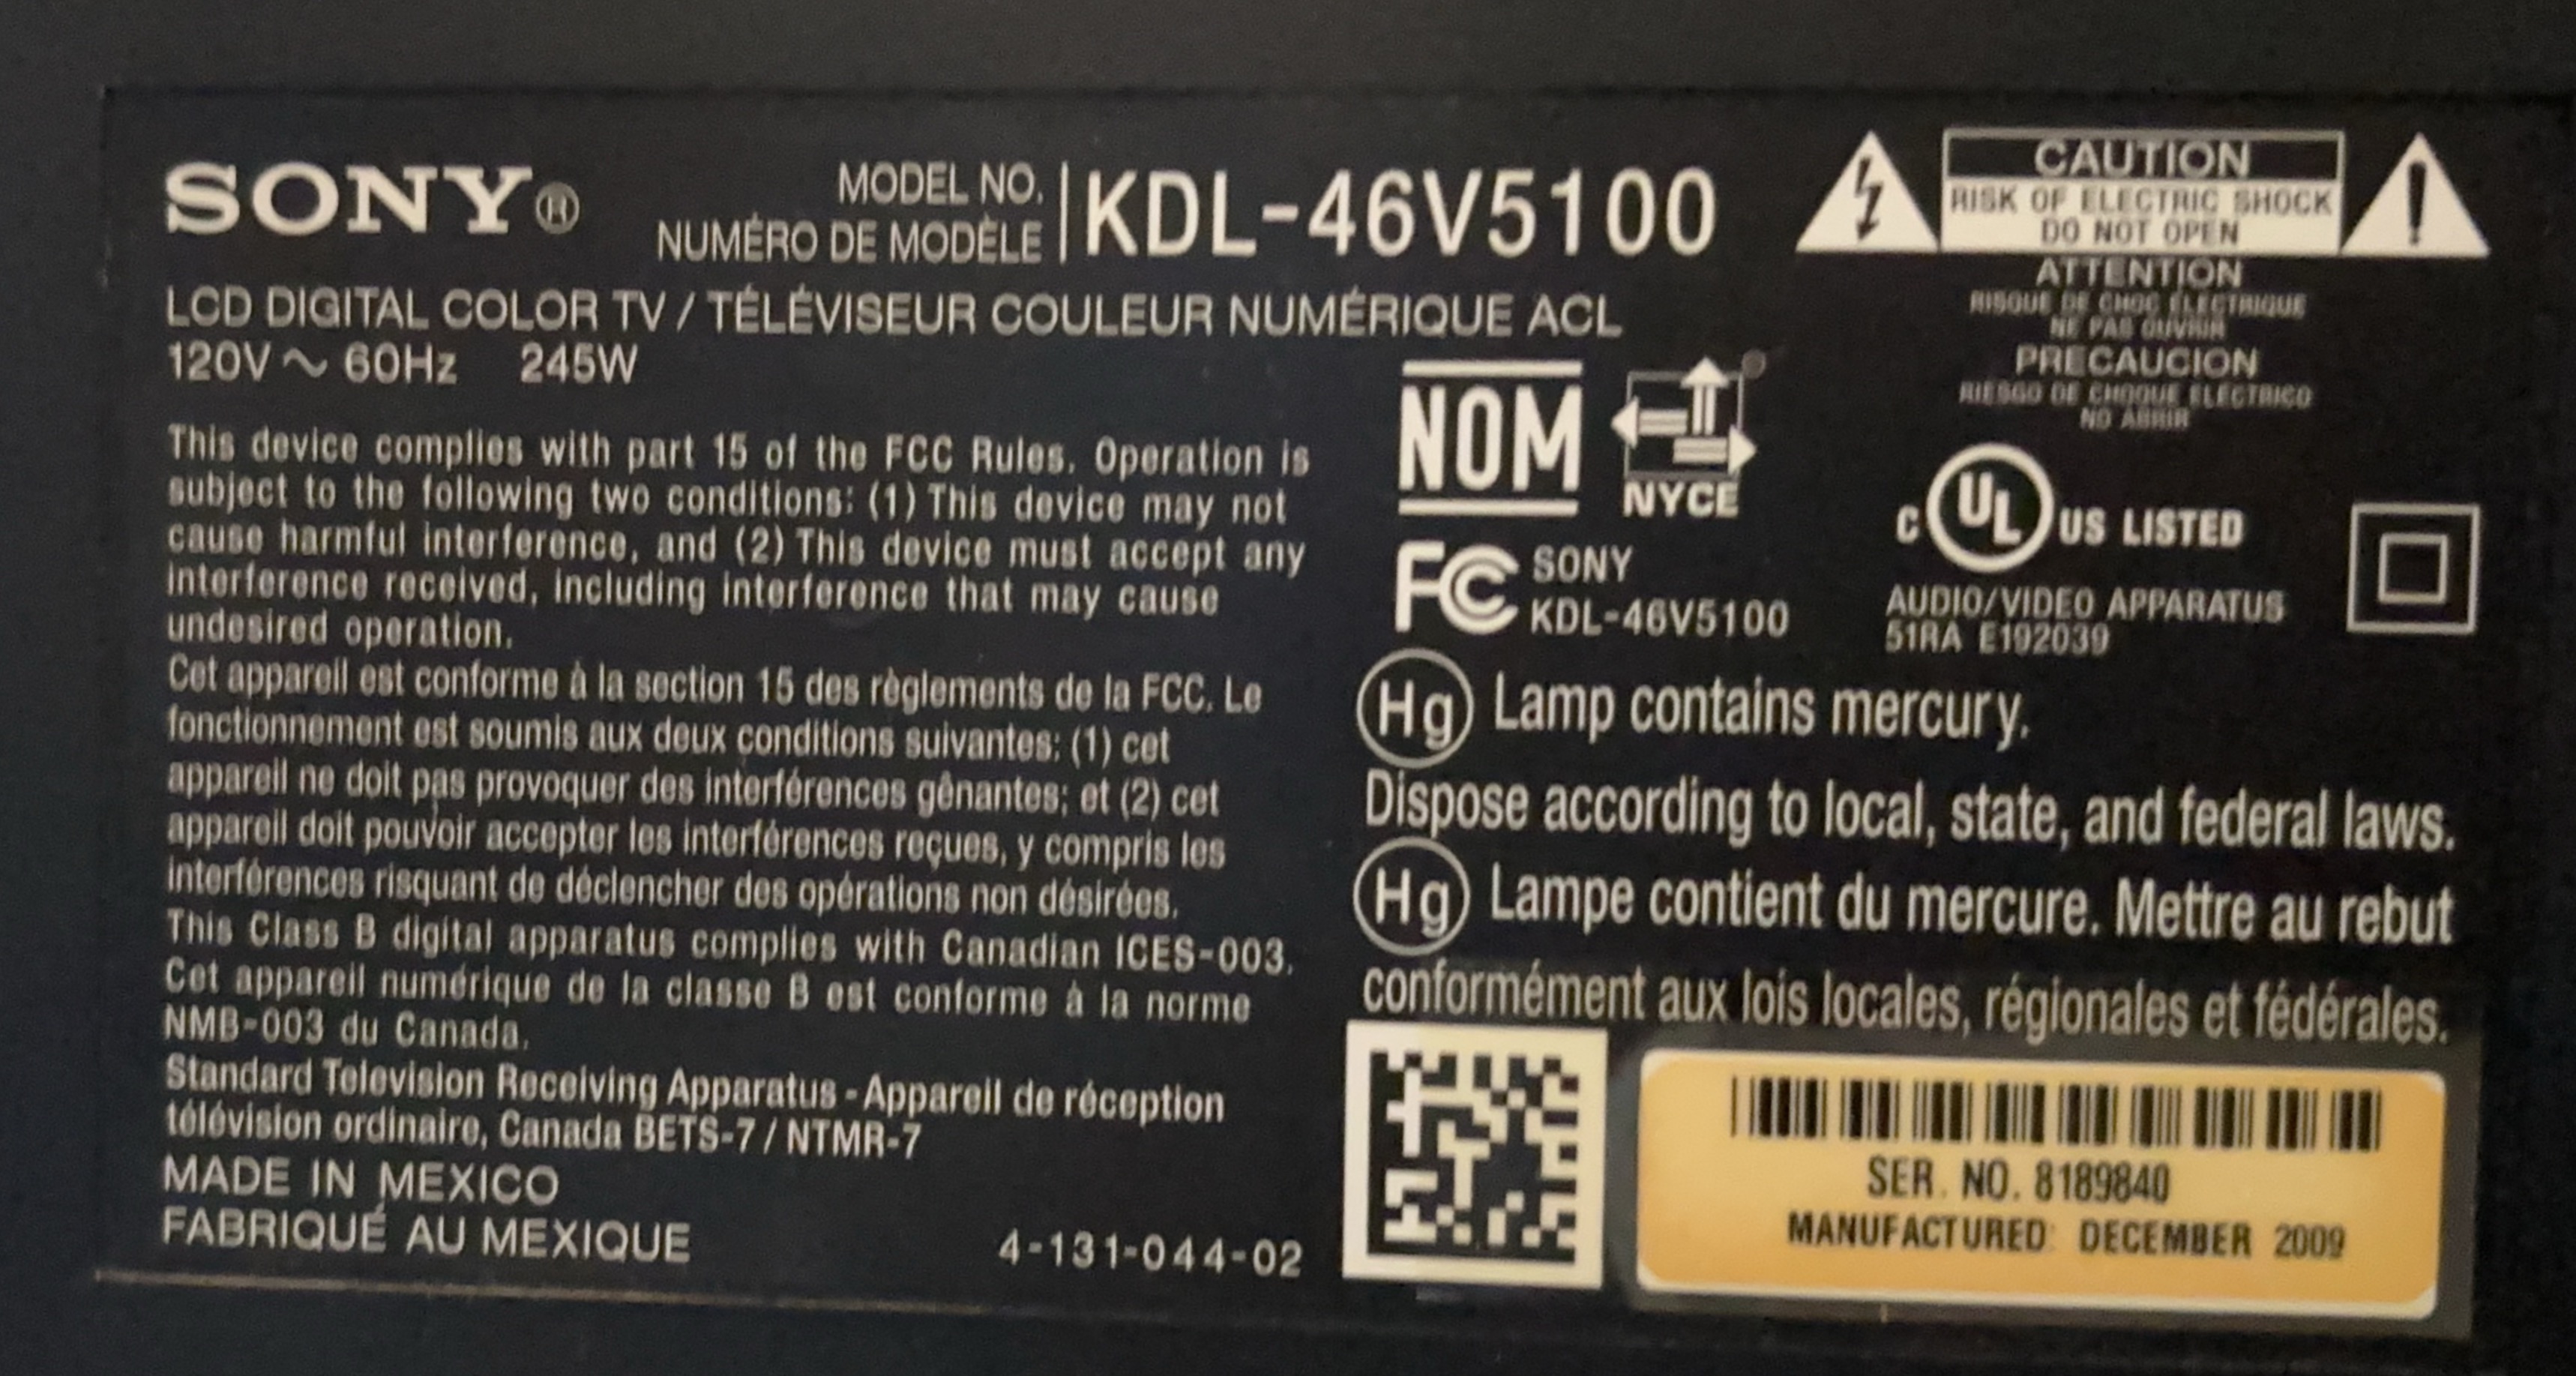 SONY®
MODEL NO.
NUMÉRO DE MODÈLE
KDL-46V5100
LCD DIGITAL COLOR TV / TÉLÉVISEUR COULEUR NUMÉRIQUE ACL
120V ~ 60Hz 245W
This device complies with part 15 of the FCC Rules. Operation is
subject to the following two conditions: (1) This device may not
cause harmful interference, and (2) This device must accept any
interference received, including interference that may cause
undesired operation.
Cet appareil est conforme à la section 15 des règlements de la FCC. Le
fonctionnement est soumis aux deux conditions suivantes: (1) cet
appareil ne doit pas provoquer des interférences gênantes; et (2) cet
appareil doit pouvoir accepter les interférences reçues, y compris les
interférences risquant de déclencher des opérations non désirées.
This Class B digital apparatus complies with Canadian ICES-003.
Cet appareil numérique de la classe B est conforme à la norme
NMB-003 du Canada.
Standard Television Receiving Apparatus - Appareil de réception
télévision ordinaire, Canada BETS-7 / NTMR-7
MADE IN MEXICO
FABRIQUÉ AU MEXIQUE
4-131-044-02
CAUTION
RISK OF ELECTRIC SHOCK
DO NOT OPEN
ATTENTION
RISQUE DE CHOC ELECTRIQUE
NE PAS OUVRIR
PRECAUCION
RIESGO DE CHOQUE ELECTRICO
NO ABRIR
NOM
NYCE
FC SONY
KDL-46V5100
C UL US LISTED
AUDIO/VIDEO APPARATUS
51RA E192039
Hg Lamp contains mercury.
Dispose according to local, state, and federal laws.
Hg Lampe contient du mercure. Mettre au rebut
conformément aux lois locales, régionales et fédérales.
SER. NO. 8189840
MANUFACTURED: DECEMBER 2009